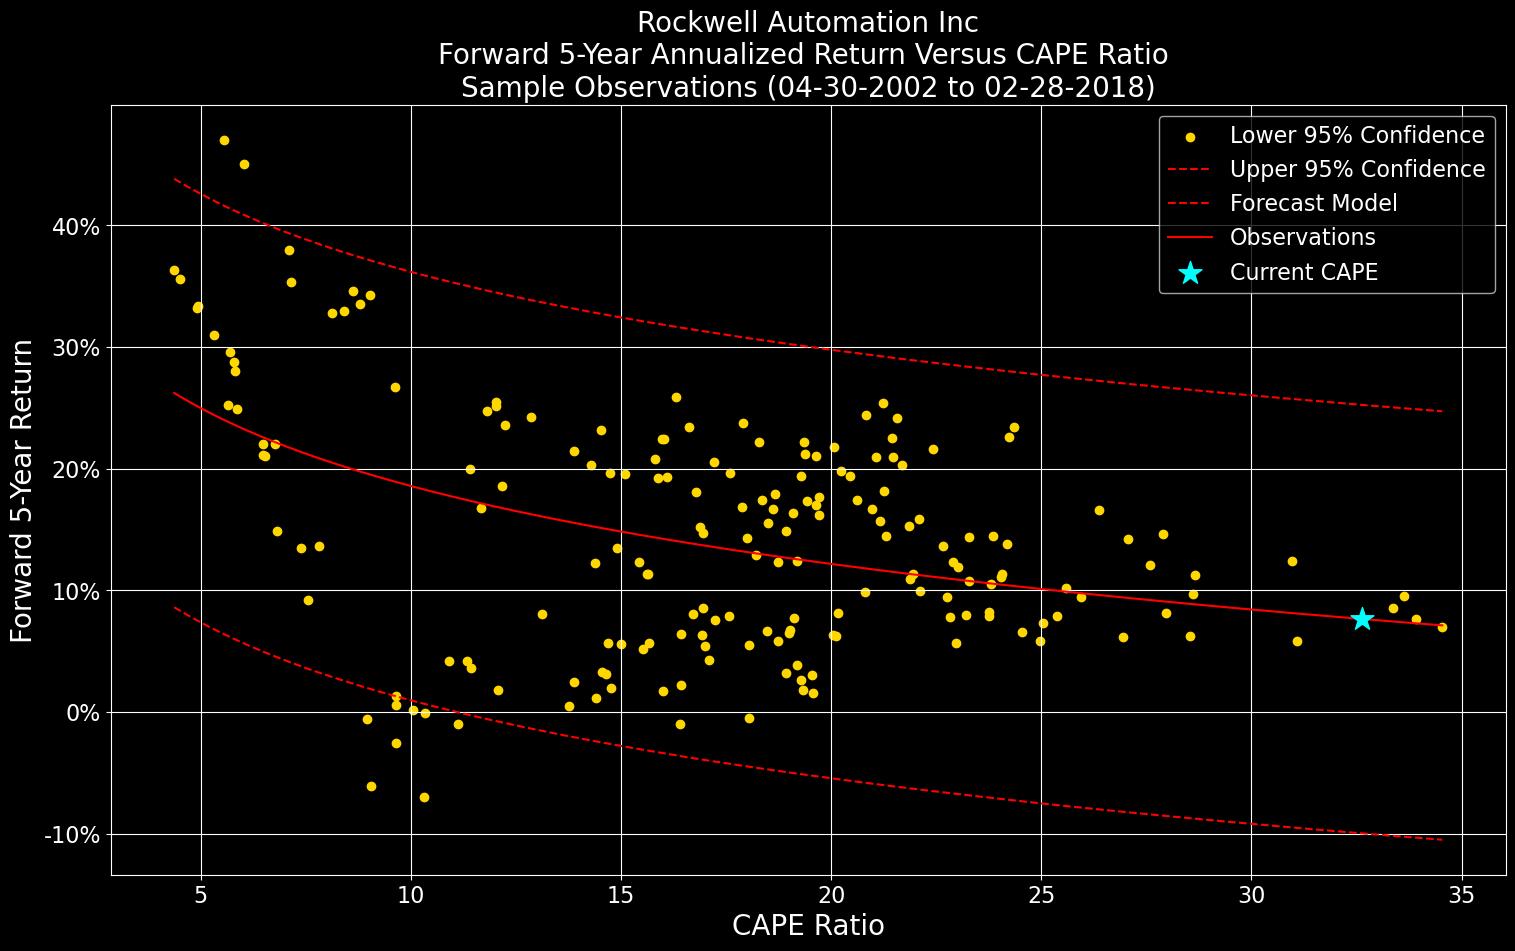 Rockwell Automation Inc
Forward 5-Year Annualized Return Versus CAPE Ratio
Sample Observations (04-30-2002 to 02-28-2018)
Lower 95% Confidence
Upper 95% Confidence
Forecast Model
Observations
Current CAPE
Forward 5-Year Return
40%
30%
20%
10%
0%
-10%
5 10 15 20 25 30 35
CAPE Ratio